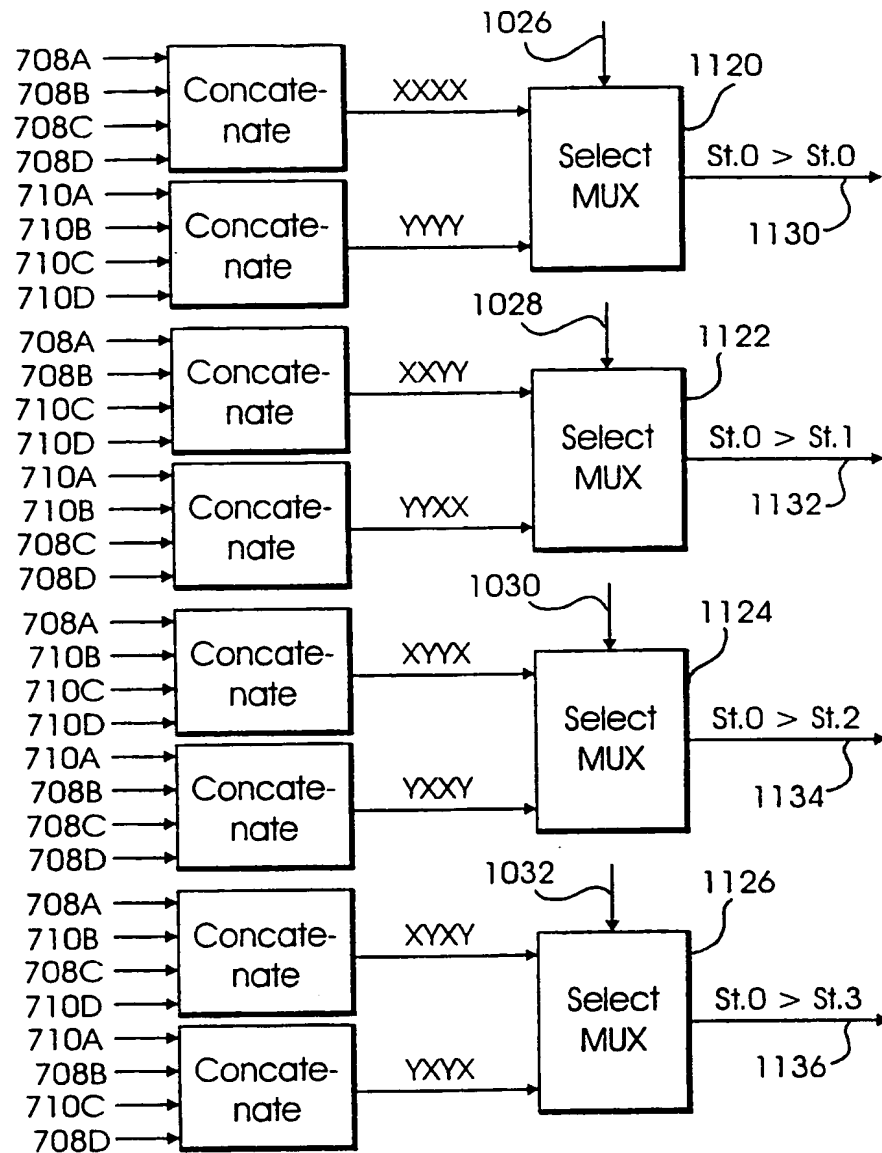 1026
708A
708B
708C
708D
Concate-
nate
XXXX
1120
Select
MUX
St.0 > St.0
1130
710A
710B
710C
710D
Concate-
nate
YYYY
1028
708A
708B
710C
710D
Concate-
nate
XXYY
1122
Select
MUX
St.0 > St.1
1132
710A
710B
708C
708D
Concate-
nate
YYXX
1030
708A
710B
710C
710D
Concate-
nate
XYYX
1124
Select
MUX
St.0 > St.2
1134
710A
708B
708C
708D
Concate-
nate
YXXY
1032
708A
710B
708C
710D
Concate-
nate
XYXY
1126
Select
MUX
St.0 > St.3
1136
710A
708B
710C
708D
Concate-
nate
YXYX